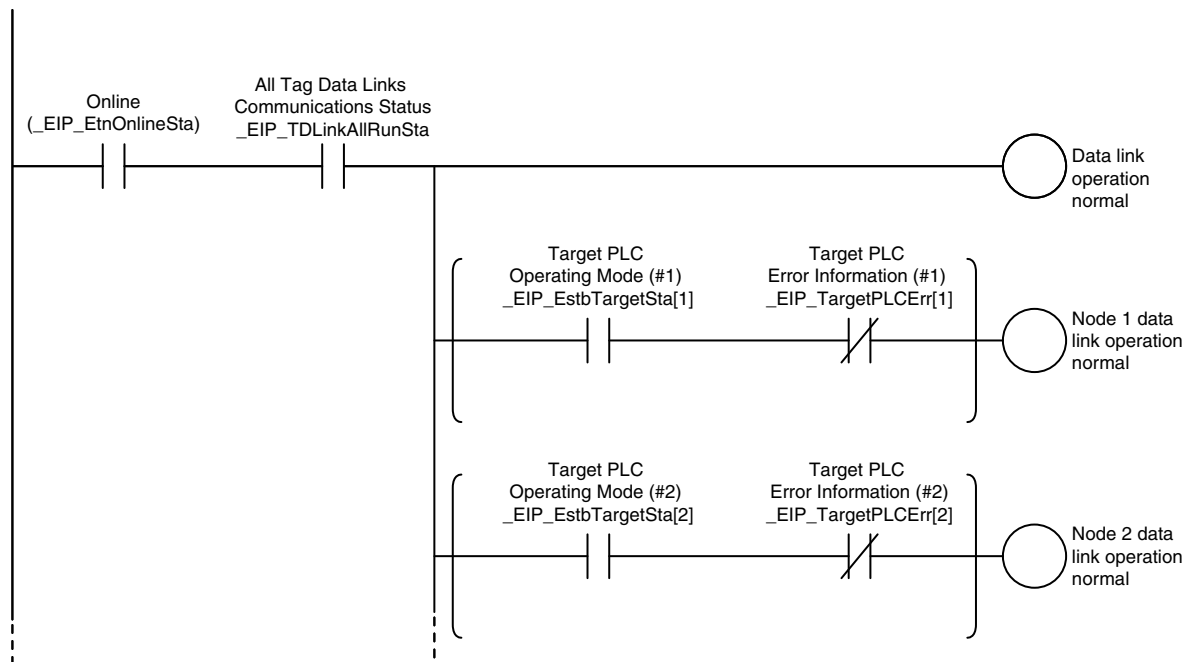 Online
(_EIP_EtnOnlineSta)
All Tag Data Links
Communications Status
_EIP_TDLinkAllRunSta
Data link
operation
normal
Target PLC
Operating Mode (#1)
_EIP_EstbTargetSta[1]
Target PLC
Error Information (#1)
_EIP_TargetPLCErr[1]
Node 1 data
link operation
normal
Target PLC
Operating Mode (#2)
_EIP_EstbTargetSta[2]
Target PLC
Error Information (#2)
_EIP_TargetPLCErr[2]
Node 2 data
link operation
normal